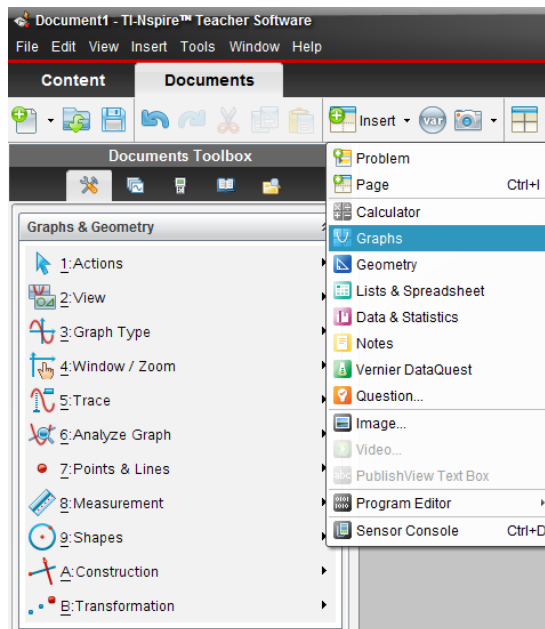 Document1 - TI-Nspire™ Teacher Software
File Edit View Insert Tools Window Help
Content Documents
Insert var
Documents Toolbox
Graphs & Geometry
1:Actions
2:View
3:Graph Type
4:Window / Zoom
5:Trace
6:Analyze Graph
7:Points & Lines
8:Measurement
9:Shapes
A:Construction
B:Transformation
Problem
Page Ctrl+I
Calculator
Graphs
Geometry
Lists & Spreadsheet
Data & Statistics
Notes
Vernier DataQuest
Question...
Image...
Video...
abc PublishView Text Box
Program Editor
Sensor Console Ctrl+D